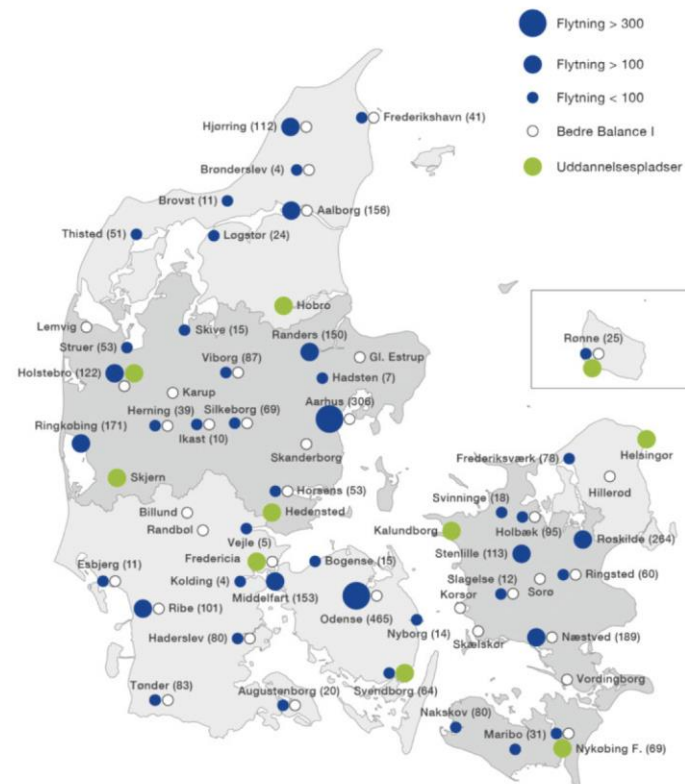 Flytning > 300
Flytning > 100
Flytning < 100
Bedre Balance I
Uddannelsespladser
Hjørring (112)
Frederikshavn (41)
Brønderslev (4)
Brovst (11)
Aalborg (156)
Thisted (51)
Løgstør (24)
Hobro
Lemvig
Skive (15)
Randers (150)
Struer (53)
Viborg (87)
Gl. Estrup
Holstebro (122)
Hadsten (7)
Karup
Aarhus (306)
Herning (39)
Silkeborg (69)
Ikast (10)
Ringkøbing (171)
Skanderborg
Skjern
Horsens (53)
Hedensted
Billund
Randbøl
Vejle (5)
Fredericia
Bogense (15)
Esbjerg (11)
Kolding (4)
Middelfart (153)
Ribe (101)
Odense (465)
Nyborg (14)
Haderslev (80)
Tønder (83)
Augustenborg (20)
Svendborg (64)
Rønne (25)
Frederiksværk (78)
Helsingør
Hillerød
Svinninge (18)
Holbæk (95)
Kalundborg
Roskilde (264)
Stenlille (113)
Slagelse (12)
Ringsted (60)
Sorø
Korsør
Skælskør
Næstved (189)
Vordingborg
Nakskov (80)
Maribo (31)
Nykøbing F. (69)